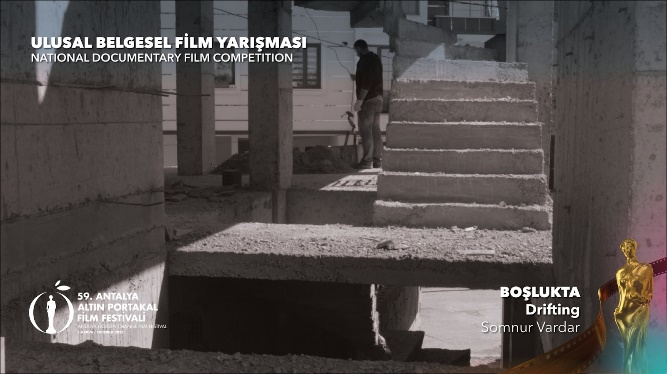 ULUSAL BELGESEL FİLM YARIŞMASI
NATIONAL DOCUMENTARY FILM COMPETITION
59. ANTALYA
ALTIN PORTAKAL
FİLM FESTİVALİ
BOŞLUKTA
Drifting
Somnur Vardar